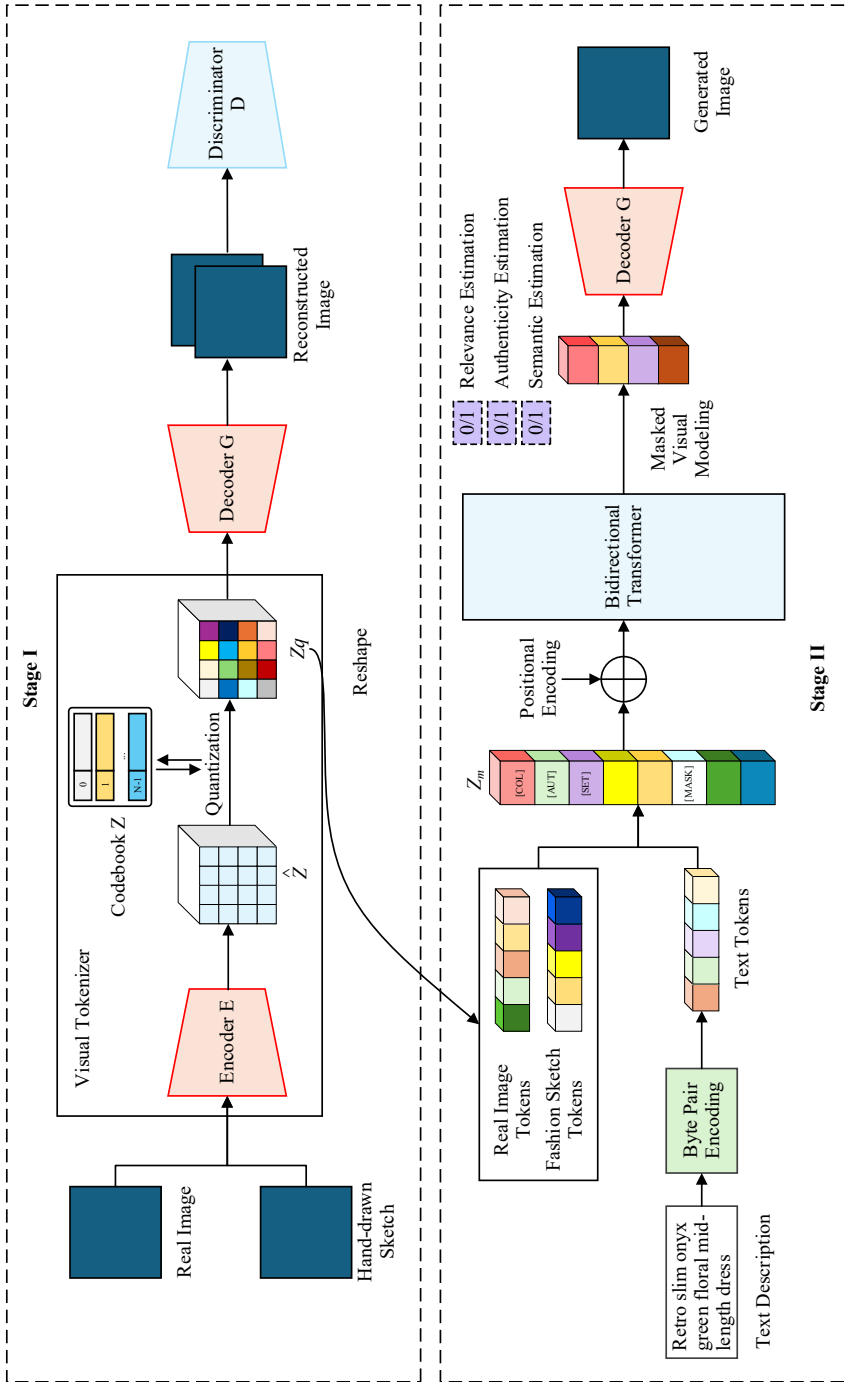 Stage I
Real Image
Hand-drawn
Sketch
Visual Tokenizer
Encoder E
Ẑ
Codebook Z
0
1
...
N-1
Quantization
Zq
Reshape
Decoder G
Reconstructed
Image
Discriminator
D
Retro slim onyx
green floral mid-
length dress
Text Description
Byte Pair
Encoding
Text Tokens
Real Image
Tokens
Fashion Sketch
Tokens
Zm
[COL]
[AUT]
[SET]
[MASK]
Positional
Encoding
Bidirectional
Transformer
0/1 Relevance Estimation
0/1 Authenticity Estimation
0/1 Semantic Estimation
Masked
Visual
Modeling
Decoder G
Generated
Image
Stage II